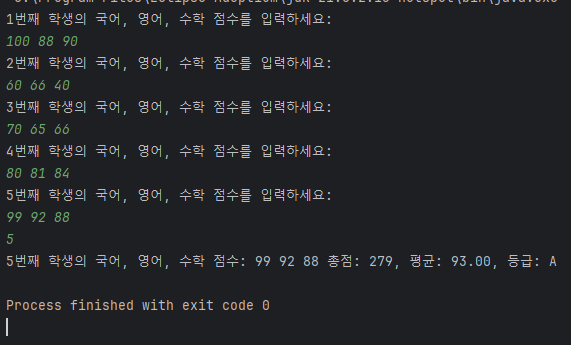 1번째 학생의 국어, 영어, 수학 점수를 입력하세요:
100 88 90
2번째 학생의 국어, 영어, 수학 점수를 입력하세요:
60 66 40
3번째 학생의 국어, 영어, 수학 점수를 입력하세요:
70 65 66
4번째 학생의 국어, 영어, 수학 점수를 입력하세요:
80 81 84
5번째 학생의 국어, 영어, 수학 점수를 입력하세요:
99 92 88
5
5번째 학생의 국어, 영어, 수학 점수: 99 92 88 총점: 279, 평균: 93.00, 등급: A
Process finished with exit code 0